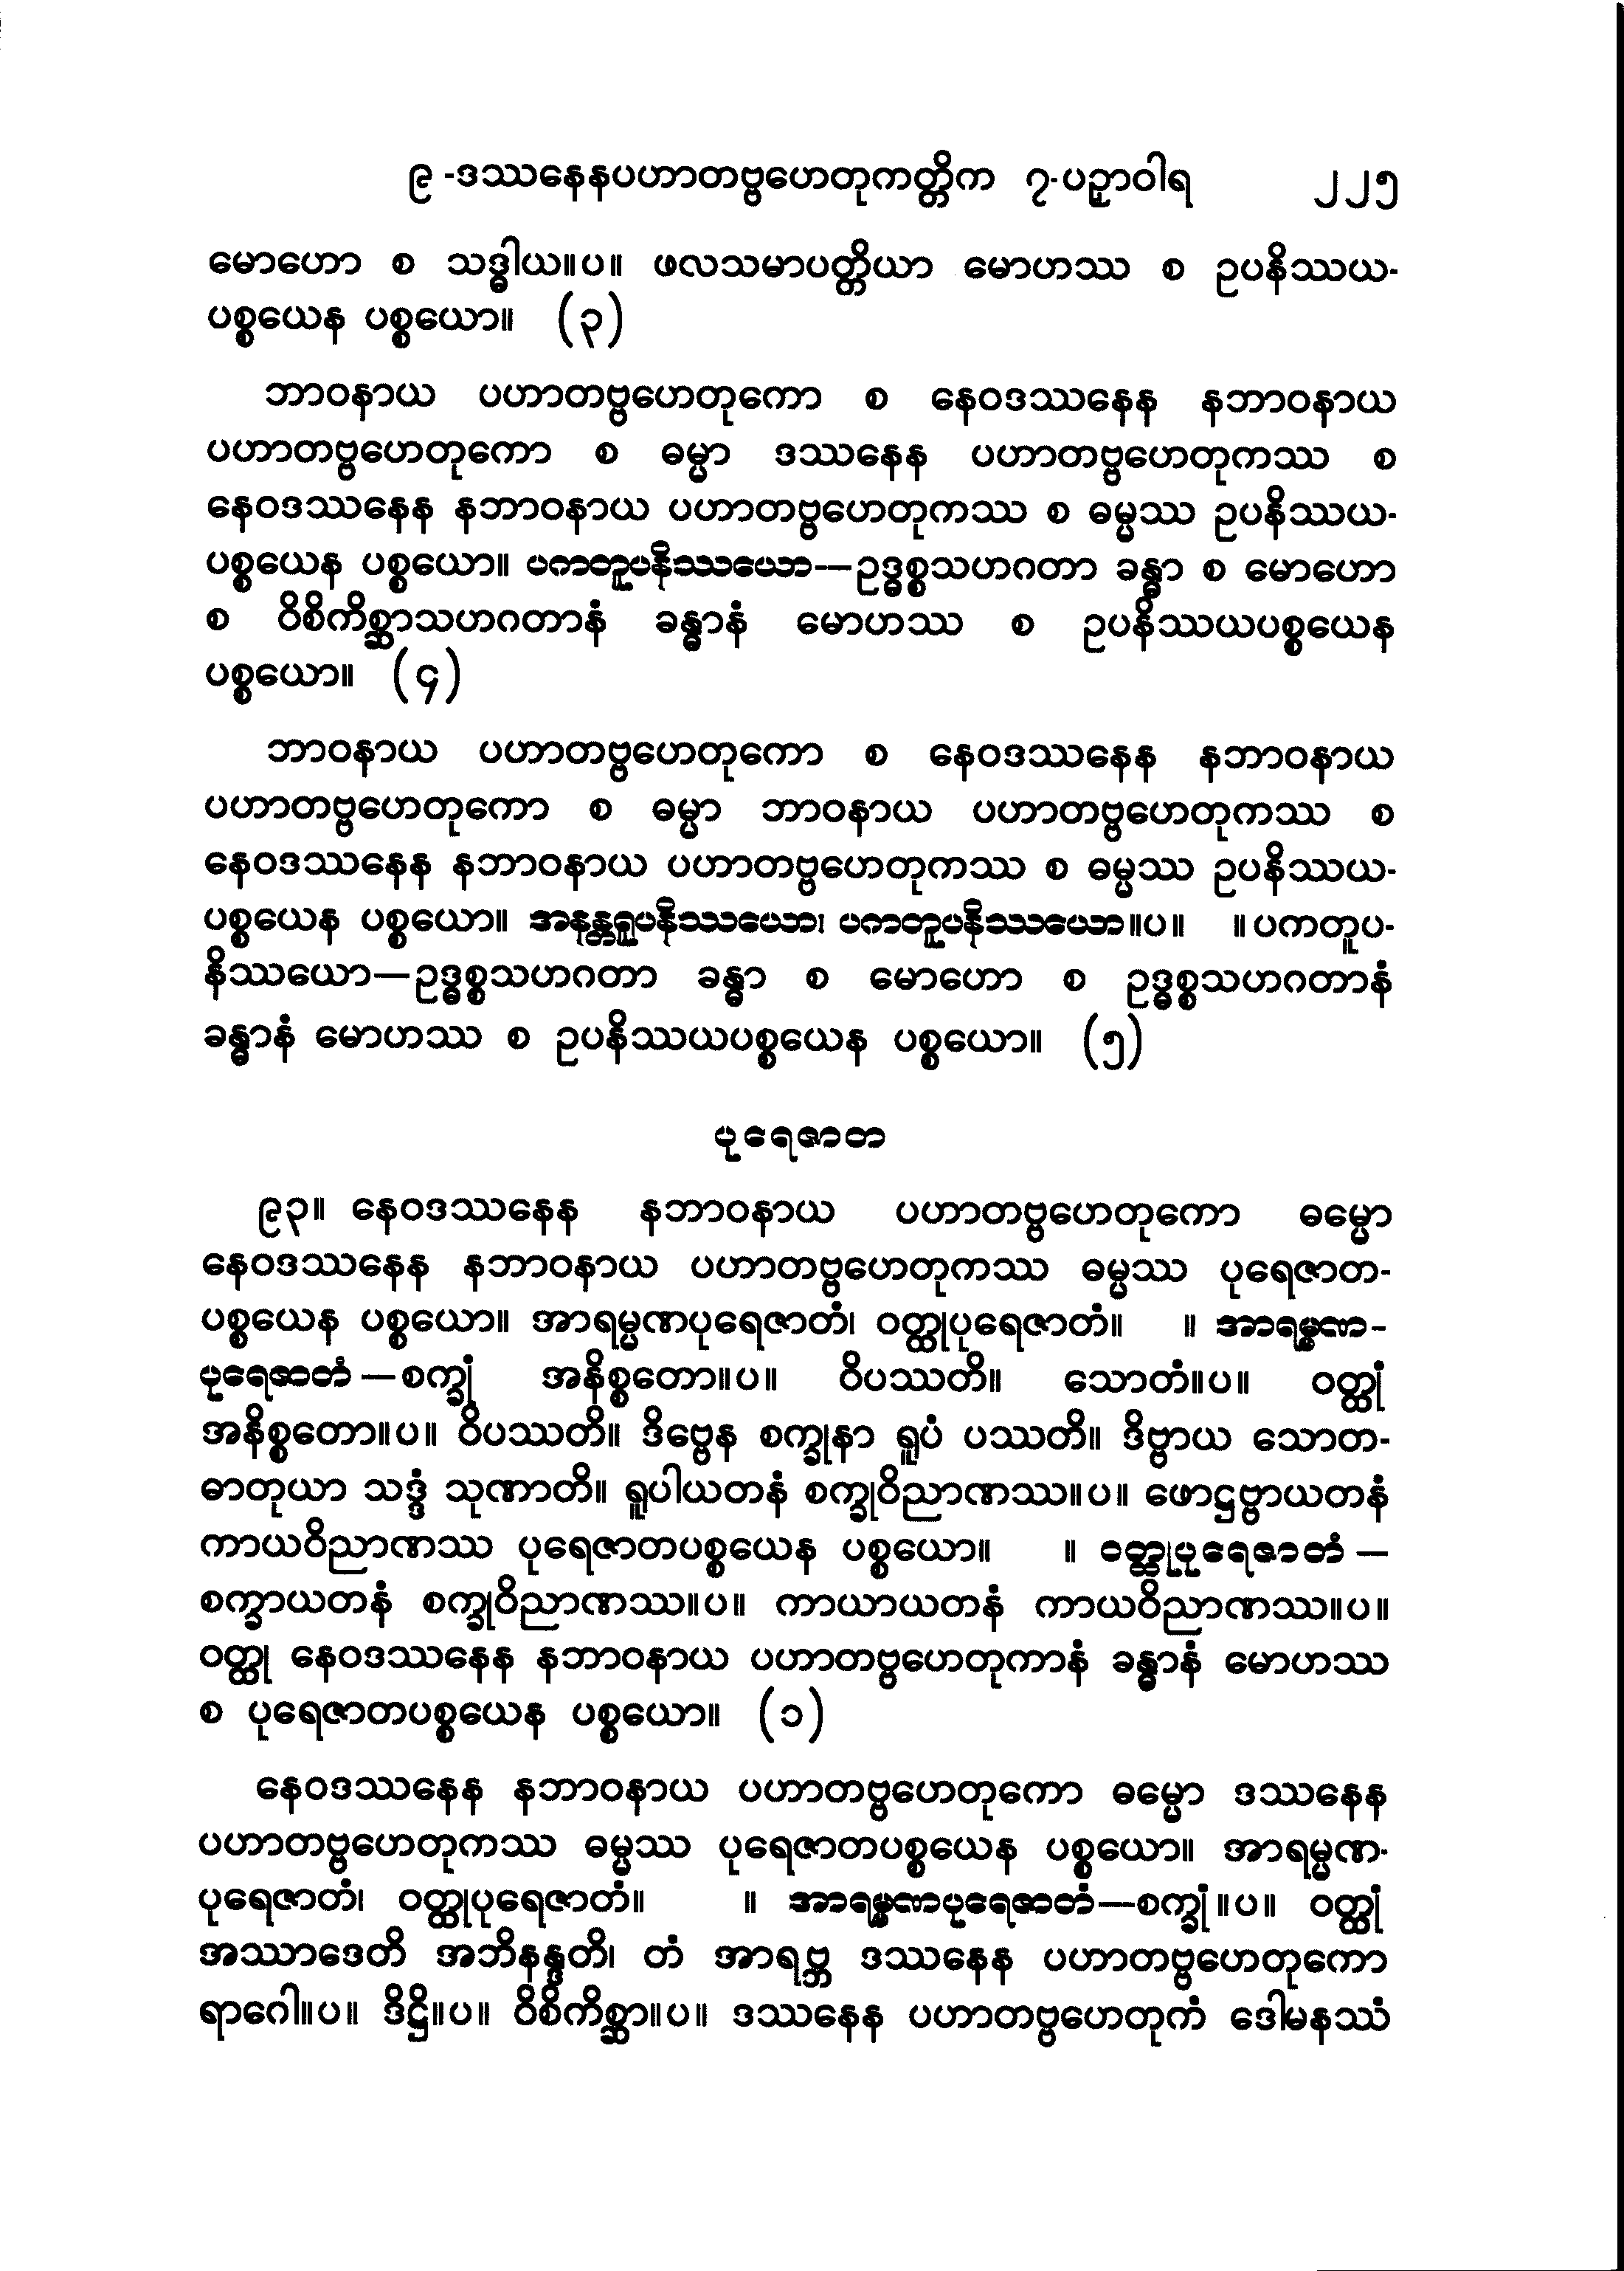 ၉-ဒဿနေနပဟာတဗ္ဗဟေတုကတ္တိက ၇-ပဉှာဝါရ ၂၂၅
မောဟော စ သဒ္ဓါယ။ပ။ ဖလသမာပတ္တိယာ မောဟဿ စ ဥပနိဿယ-
ပစ္စယေန ပစ္စယော။ (၃)
ဘာဝနာယ ပဟာတဗ္ဗဟေတုကော စ နေဝဒဿနေန နဘာဝနာယ
ပဟာတဗ္ဗဟေတုကော စ ဓမ္မာ ဒဿနေန ပဟာတဗ္ဗဟေတုကဿ စ
နေဝဒဿနေန နဘာဝနာယ ပဟာတဗ္ဗဟေတုကဿ စ ဓမ္မဿ ဥပနိဿယ-
ပစ္စယေန ပစ္စယော။ ပကတူပနိဿယော—ဥဒ္ဓစ္စသဟဂတာ ခန္ဓာ စ မောဟော
စ ဝိစိကိစ္ဆာသဟဂတာနံ ခန္ဓာနံ မောဟဿ စ ဥပနိဿယပစ္စယေန
ပစ္စယော။ (၄)
ဘာဝနာယ ပဟာတဗ္ဗဟေတုကော စ နေဝဒဿနေန နဘာဝနာယ
ပဟာတဗ္ဗဟေတုကော စ ဓမ္မာ ဘာဝနာယ ပဟာတဗ္ဗဟေတုကဿ စ
နေဝဒဿနေန နဘာဝနာယ ပဟာတဗ္ဗဟေတုကဿ စ ဓမ္မဿ ဥပနိဿယ-
ပစ္စယေန ပစ္စယော။ အနန္တရူပနိဿယော၊ ပကတူပနိဿယော။ပ။ ။ ပကတူပ-
နိဿယော—ဥဒ္ဓစ္စသဟဂတာ ခန္ဓာ စ မောဟော စ ဥဒ္ဓစ္စသဟဂတာနံ
ခန္ဓာနံ မောဟဿ စ ဥပနိဿယပစ္စယေန ပစ္စယော။ (၅)
ပုရေဇာတ
၉၃။ နေဝဒဿနေန နဘာဝနာယ ပဟာတဗ္ဗဟေတုကော ဓမ္မော
နေဝဒဿနေန နဘာဝနာယ ပဟာတဗ္ဗဟေတုကဿ ဓမ္မဿ ပုရေဇာတ-
ပစ္စယေန ပစ္စယော။ အာရမ္မဏပုရေဇာတံ၊ ဝတ္ထုပုရေဇာတံ။ ။ အာရမ္မဏ-
ပုရေဇာတံ—စက္ခုံ အနိစ္စတော။ပ။ ဝိပဿတိ။ သောတံ။ပ။ ဝတ္ထုံ
အနိစ္စတော။ပ။ ဝိပဿတိ။ ဒိဗ္ဗေန စက္ခုနာ ရူပံ ပဿတိ။ ဒိဗ္ဗာယ သောတ-
ဓာတုယာ သဒ္ဒံ သုဏာတိ။ ရူပါယတနံ စက္ခုဝိညာဏဿ။ပ။ ဖောဋ္ဌဗ္ဗာယတနံ
ကာယဝိညာဏဿ ပုရေဇာတပစ္စယေန ပစ္စယော။ ။ ဝတ္ထုပုရေဇာတံ—
စက္ခာယတနံ စက္ခုဝိညာဏဿ။ပ။ ကာယာယတနံ ကာယဝိညာဏဿ။ပ။
ဝတ္ထု နေဝဒဿနေန နဘာဝနာယ ပဟာတဗ္ဗဟေတုကာနံ ခန္ဓာနံ မောဟဿ
စ ပုရေဇာတပစ္စယေန ပစ္စယော။ (၁)
နေဝဒဿနေန နဘာဝနာယ ပဟာတဗ္ဗဟေတုကော ဓမ္မော ဒဿနေန
ပဟာတဗ္ဗဟေတုကဿ ဓမ္မဿ ပုရေဇာတပစ္စယေန ပစ္စယော။ အာရမ္မဏ-
ပုရေဇာတံ၊ ဝတ္ထုပုရေဇာတံ။ ။ အာရမ္မဏပုရေဇာတံ—စက္ခုံ။ပ။ ဝတ္ထုံ
အဿာဒေတိ အဘိနန္ဒတိ၊ တံ အာရဗ္ဘ ဒဿနေန ပဟာတဗ္ဗဟေတုကော
ရာဂေါ။ပ။ ဒိဋ္ဌိ။ပ။ ဝိစိကိစ္ဆာ။ပ။ ဒဿနေန ပဟာတဗ္ဗဟေတုကံ ဒေါမနဿံ